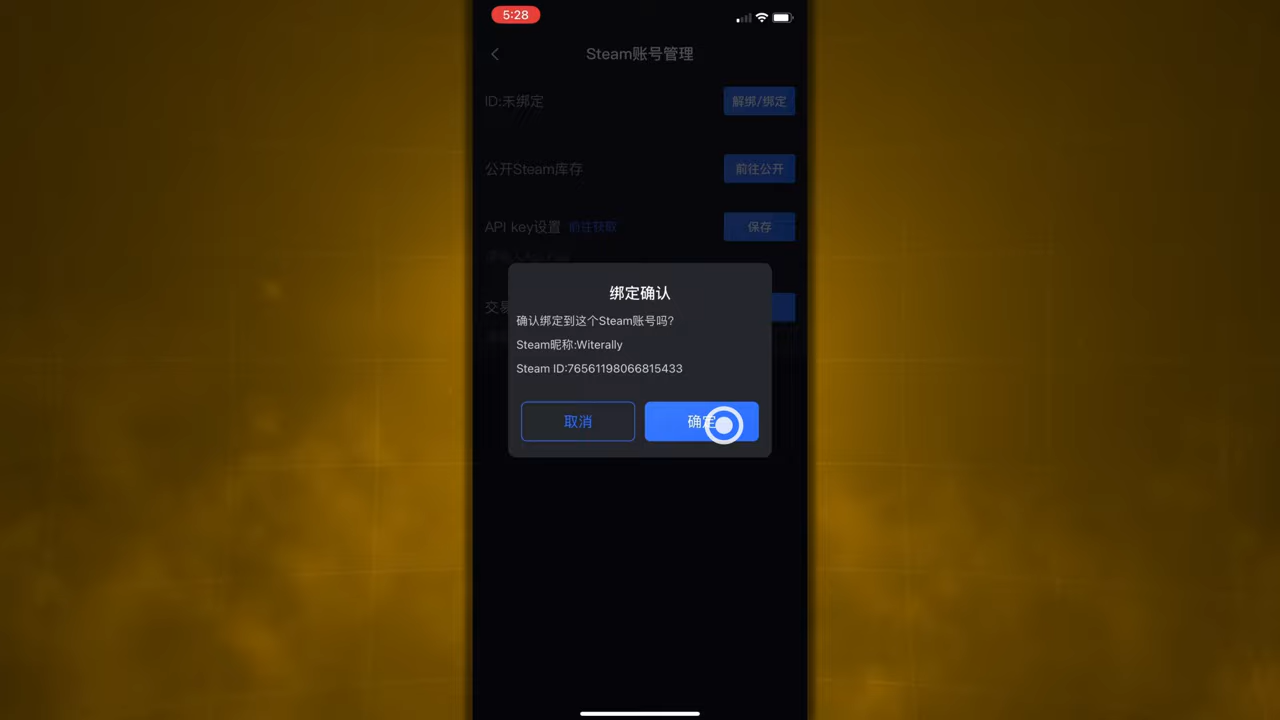 5:28
Steam账号管理
ID:未绑定
解绑/绑定
公开Steam库存
前往公开
API key设置 前往获取
保存
交易
绑定确认
确认绑定到这个Steam账号吗?
Steam昵称:Witerally
Steam ID:76561198066815433
取消
确定